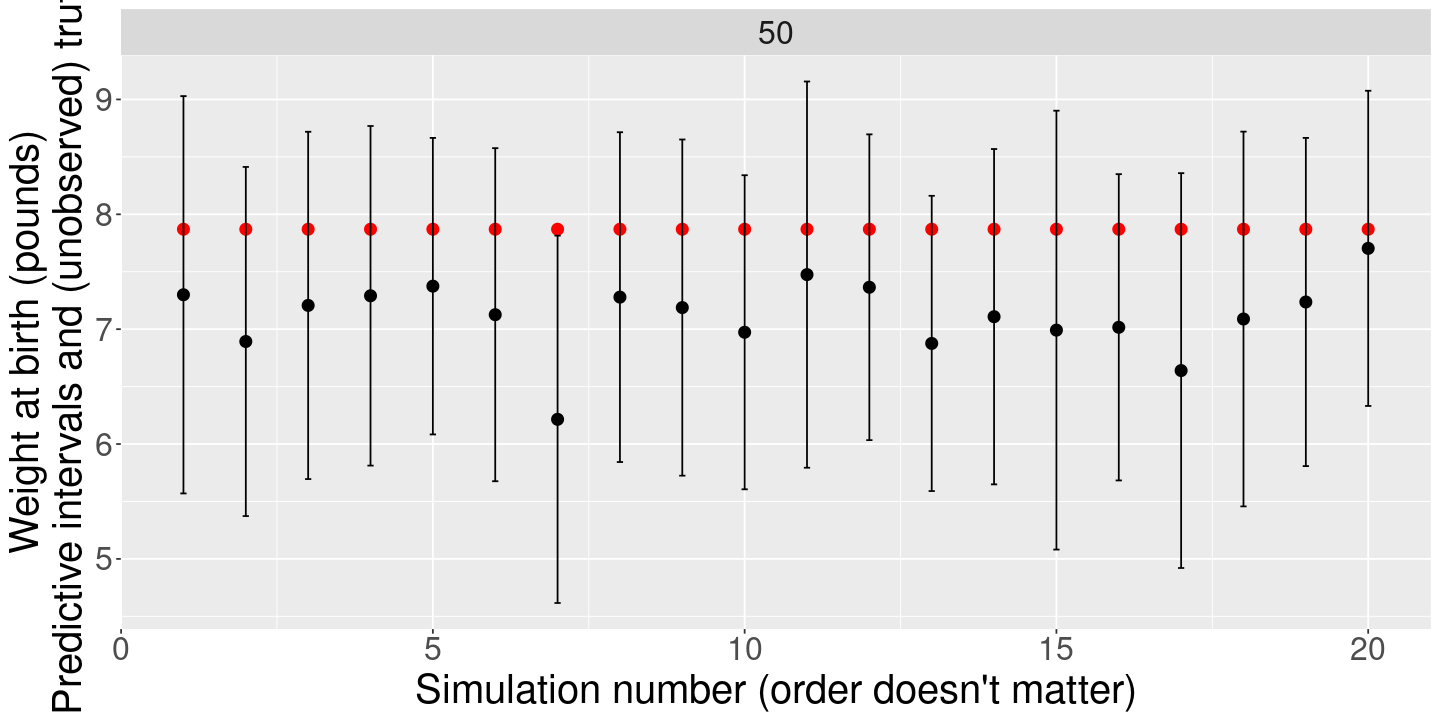 50
Weight at birth (pounds)
Predictive intervals and (unobserved)
9
8
7
6
5
0 5 10 15 20
Simulation number (order doesn't matter)